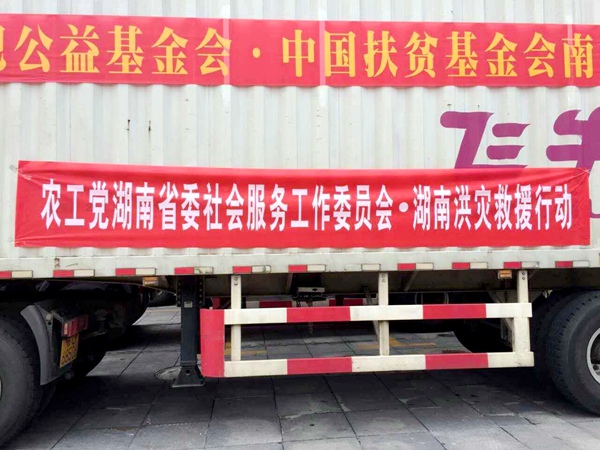 公益基金会·中国扶贫基金会南
农工党湖南省委社会服务工作委员会·湖南洪灾救援行动
飞